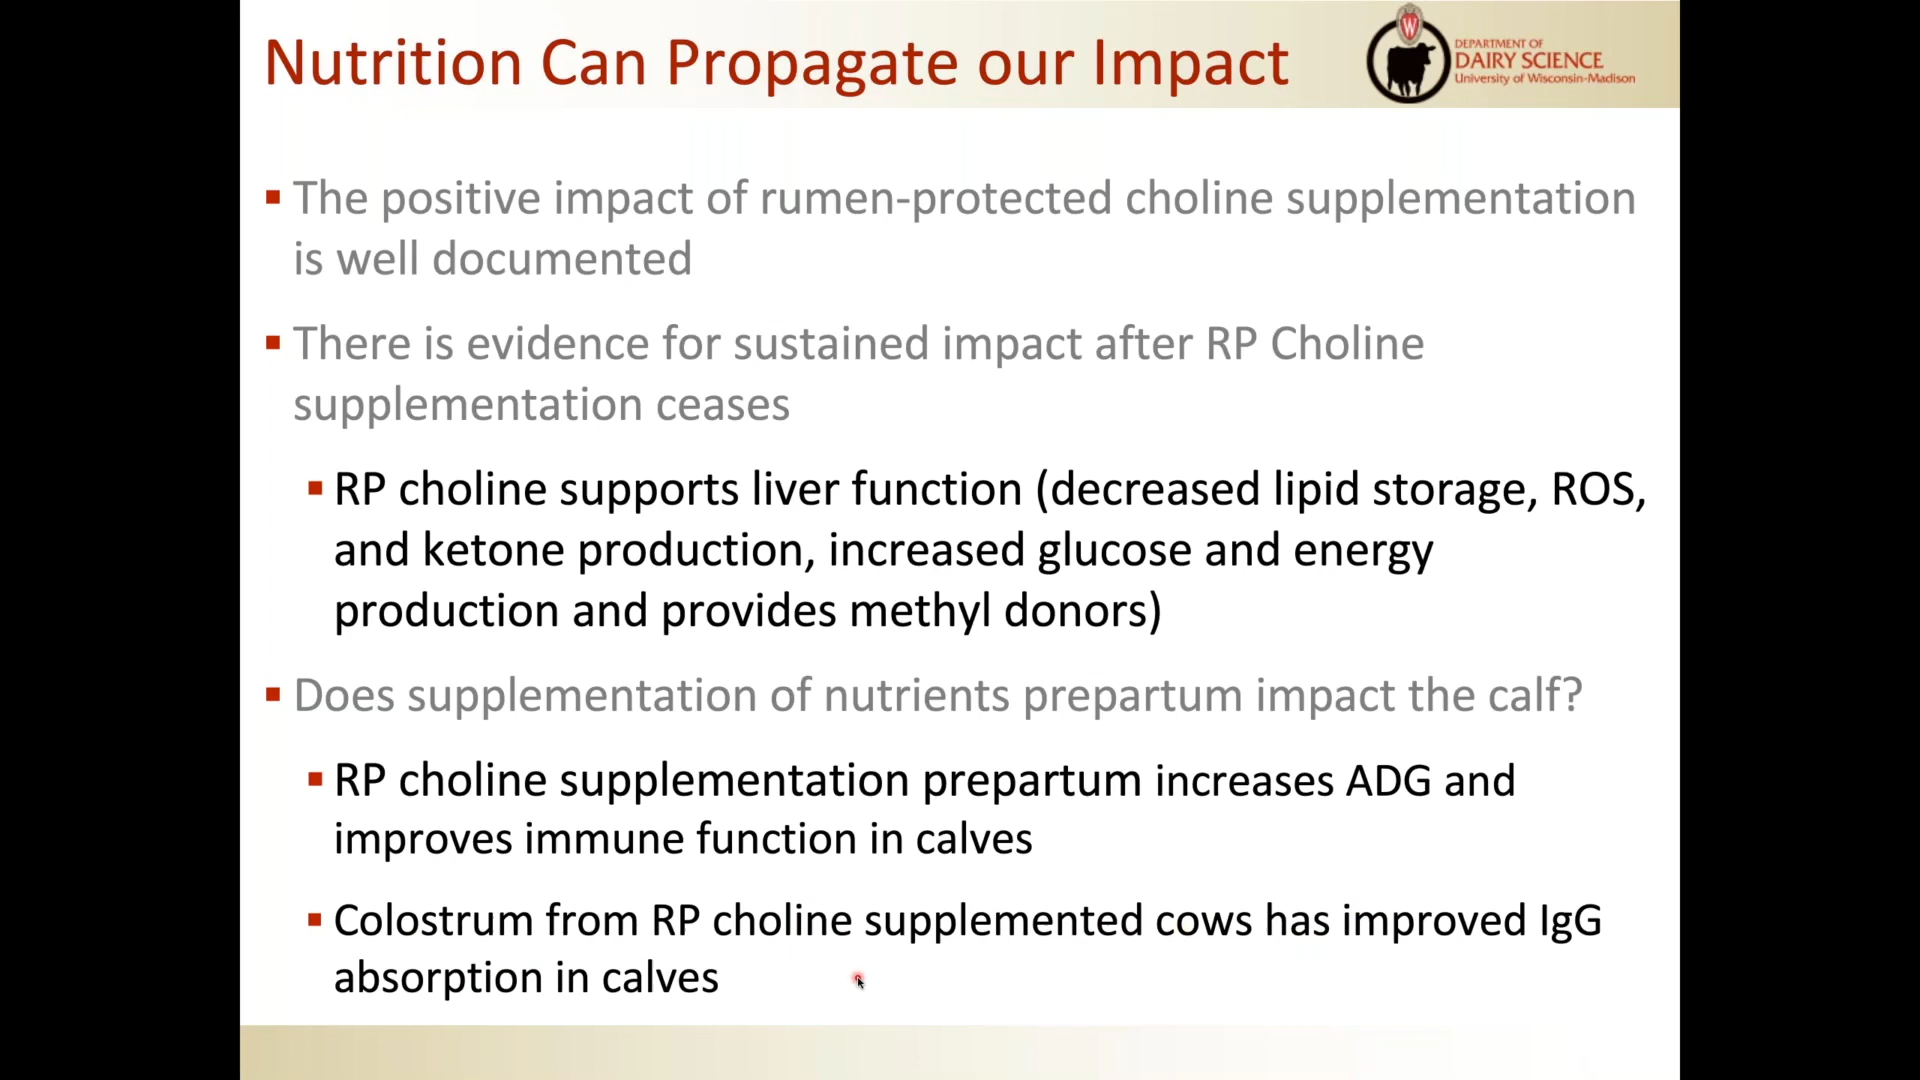 Nutrition Can Propagate our Impact
W
DEPARTMENT OF
DAIRY SCIENCE
University of Wisconsin-Madison
The positive impact of rumen-protected choline supplementation
is well documented
There is evidence for sustained impact after RP Choline
supplementation ceases
RP choline supports liver function (decreased lipid storage, ROS,
and ketone production, increased glucose and energy
production and provides methyl donors)
Does supplementation of nutrients prepartum impact the calf?
RP choline supplementation prepartum increases ADG and
improves immune function in calves
Colostrum from RP choline supplemented cows has improved IgG
absorption in calves